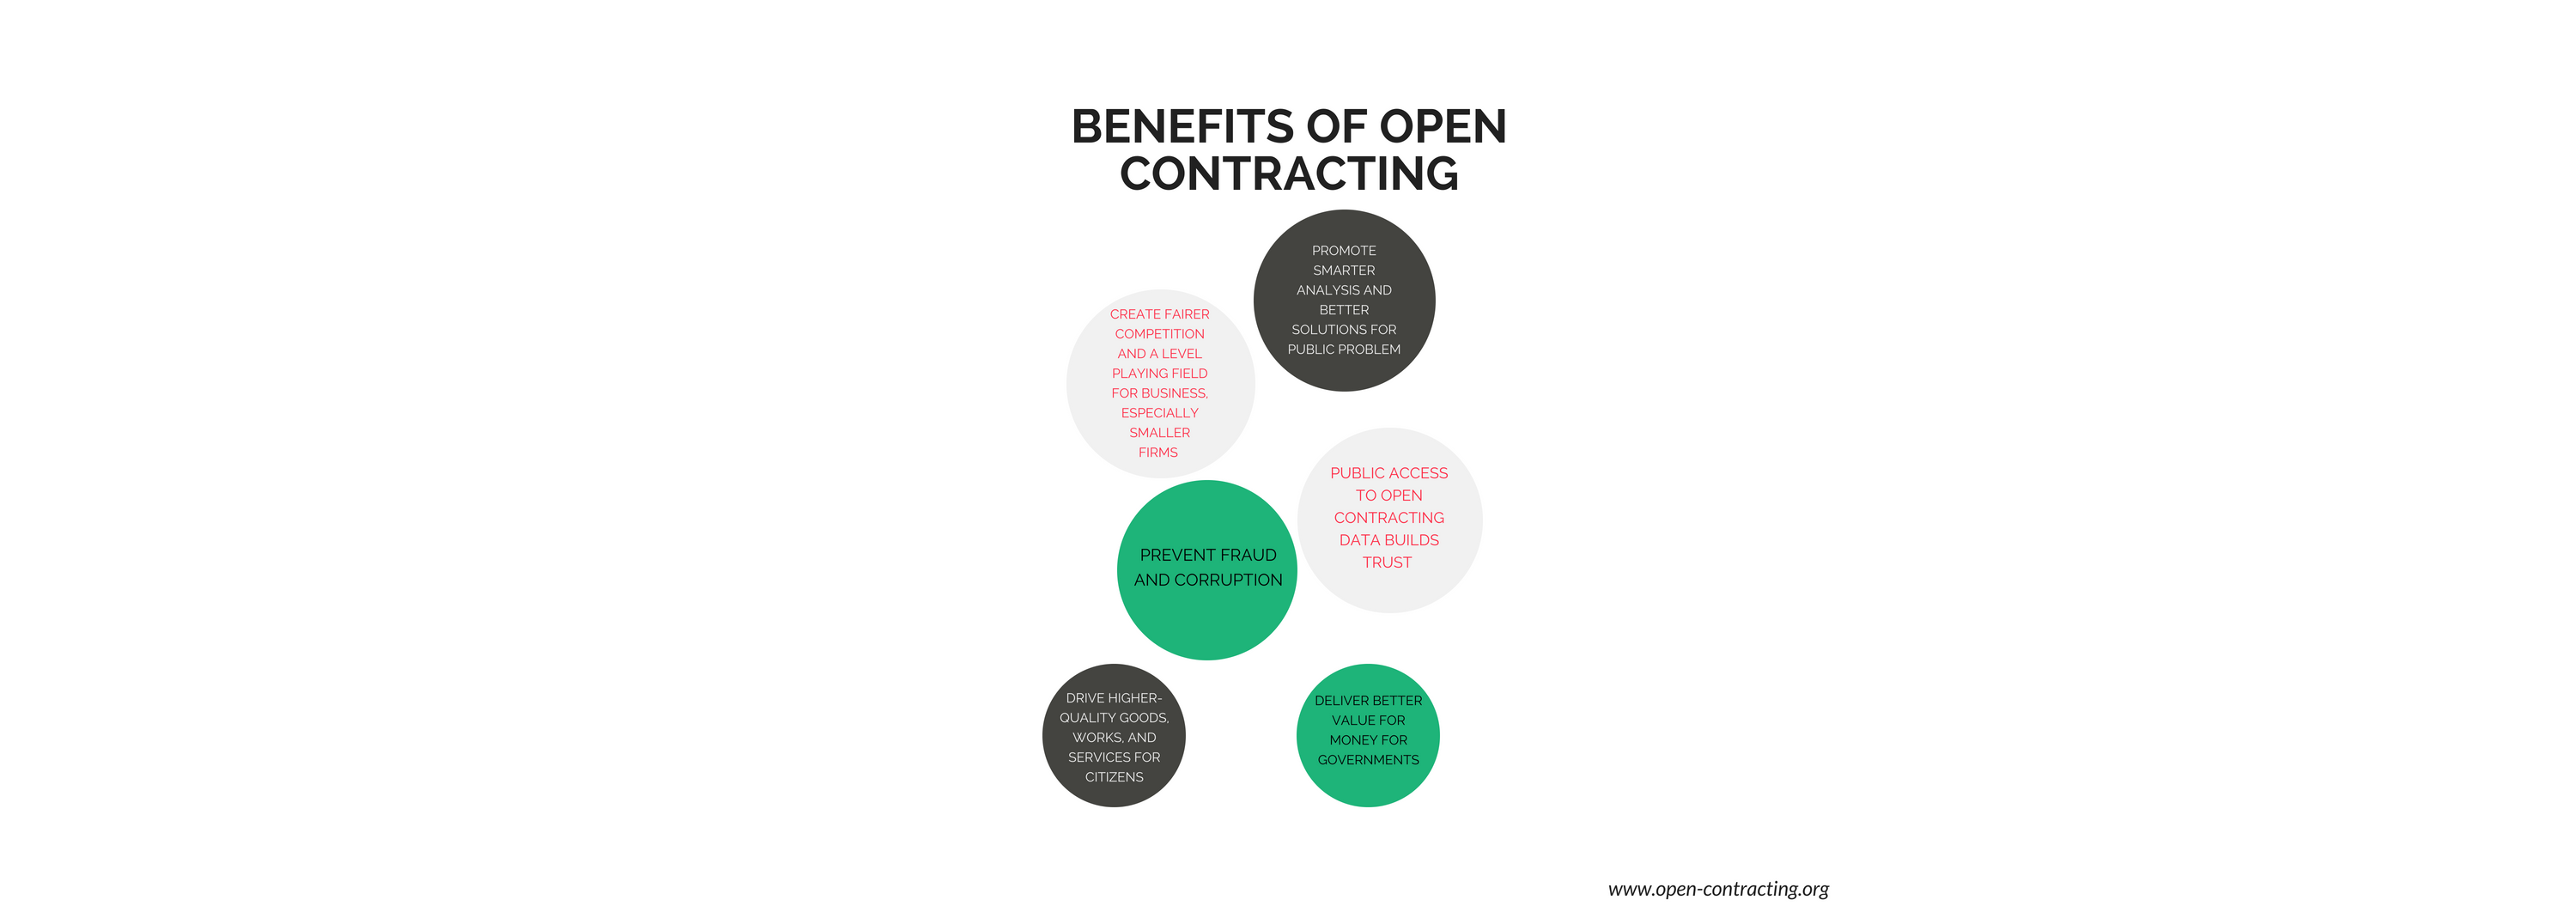 BENEFITS OF OPEN
CONTRACTING
PROMOTE
SMARTER
ANALYSIS AND
BETTER
SOLUTIONS FOR
PUBLIC PROBLEM
CREATE FAIRER
COMPETITION
AND A LEVEL
PLAYING FIELD
FOR BUSINESS,
ESPECIALLY
SMALLER
FIRMS
PUBLIC ACCESS
TO OPEN
CONTRACTING
DATA BUILDS
TRUST
PREVENT FRAUD
AND CORRUPTION
DRIVE HIGHER-
QUALITY GOODS,
WORKS, AND
SERVICES FOR
CITIZENS
DELIVER BETTER
VALUE FOR
MONEY FOR
GOVERNMENTS
www.open-contracting.org